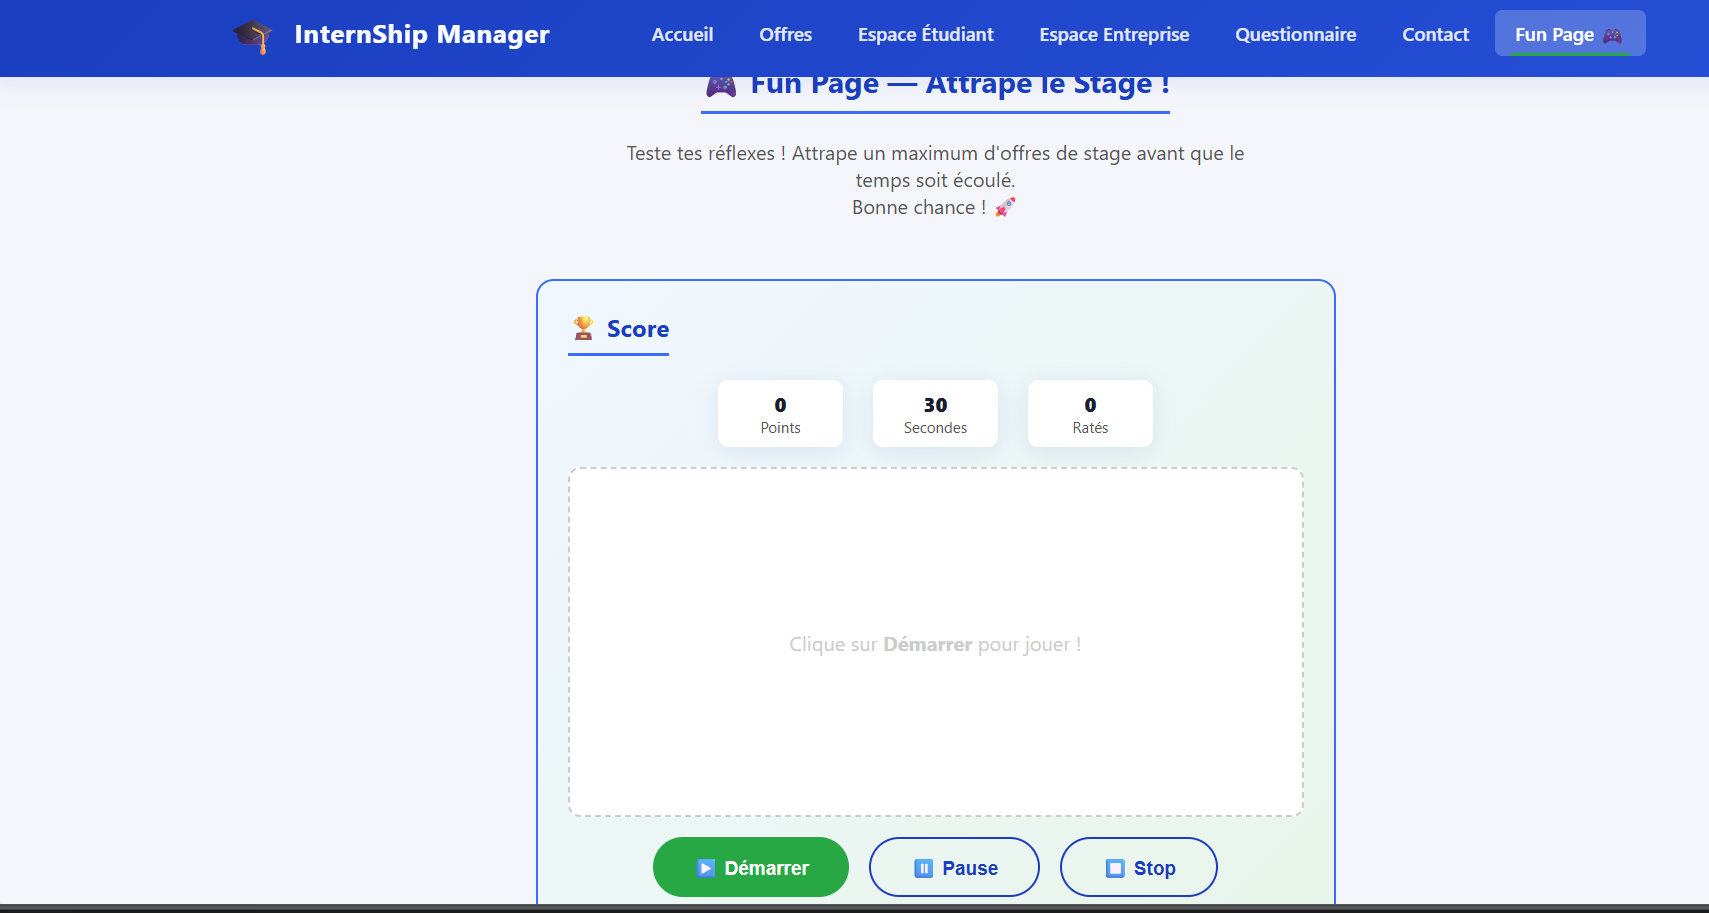 InternShip Manager
Accueil
Offres
Espace Étudiant
Espace Entreprise
Questionnaire
Contact
Fun Page 🎮
🎮 Fun Page — Attrape le Stage !
Teste tes réflexes ! Attrape un maximum d'offres de stage avant que le
temps soit écoulé.
Bonne chance ! 🚀
🏆 Score
0
Points
30
Secondes
0
Ratés
Clique sur Démarrer pour jouer !
▶️ Démarrer
⏸️ Pause
⏹️ Stop